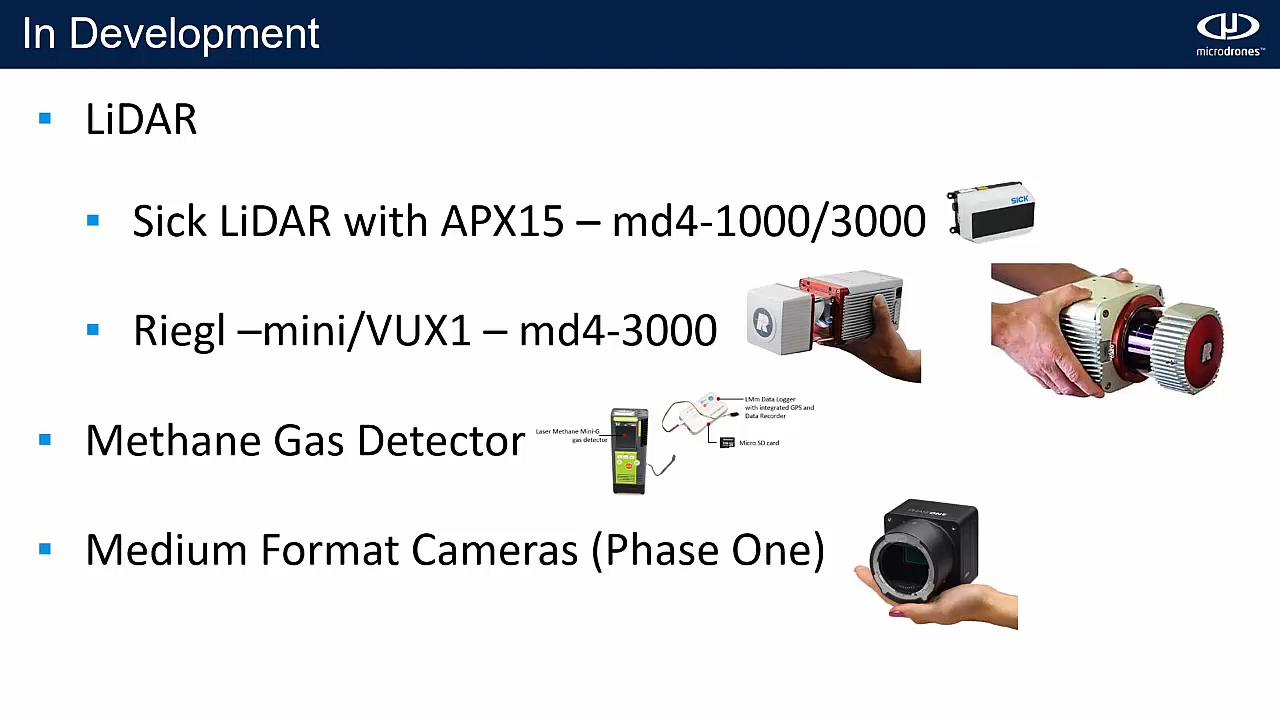 In Development
microdrones™
LiDAR
Sick LiDAR with APX15 – md4-1000/3000
SICK
Riegl –mini/VUX1 – md4-3000
R
R
Methane Gas Detector
Laser Methane Mini-G
gas detector
LMm Data Logger
with integrated GPS and
Data Recorder
Micro SD card
Medium Format Cameras (Phase One)
PHASEONE